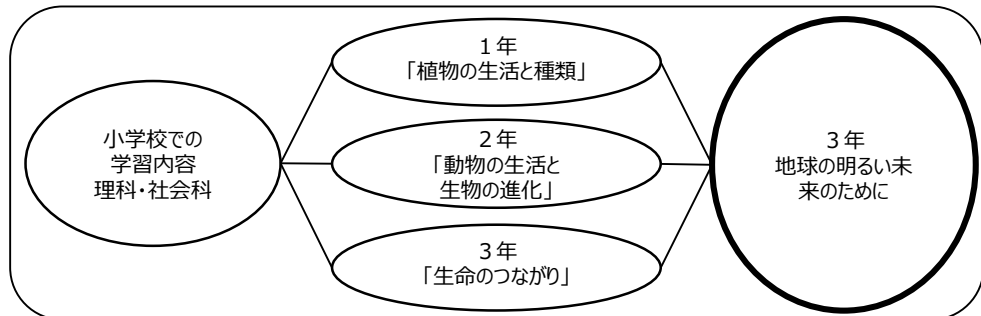 小学校での
学習内容
理科・社会科
１年
「植物の生活と種類」
２年
「動物の生活と
生物の進化」
３年
「生命のつながり」
３年
地球の明るい未
来のために